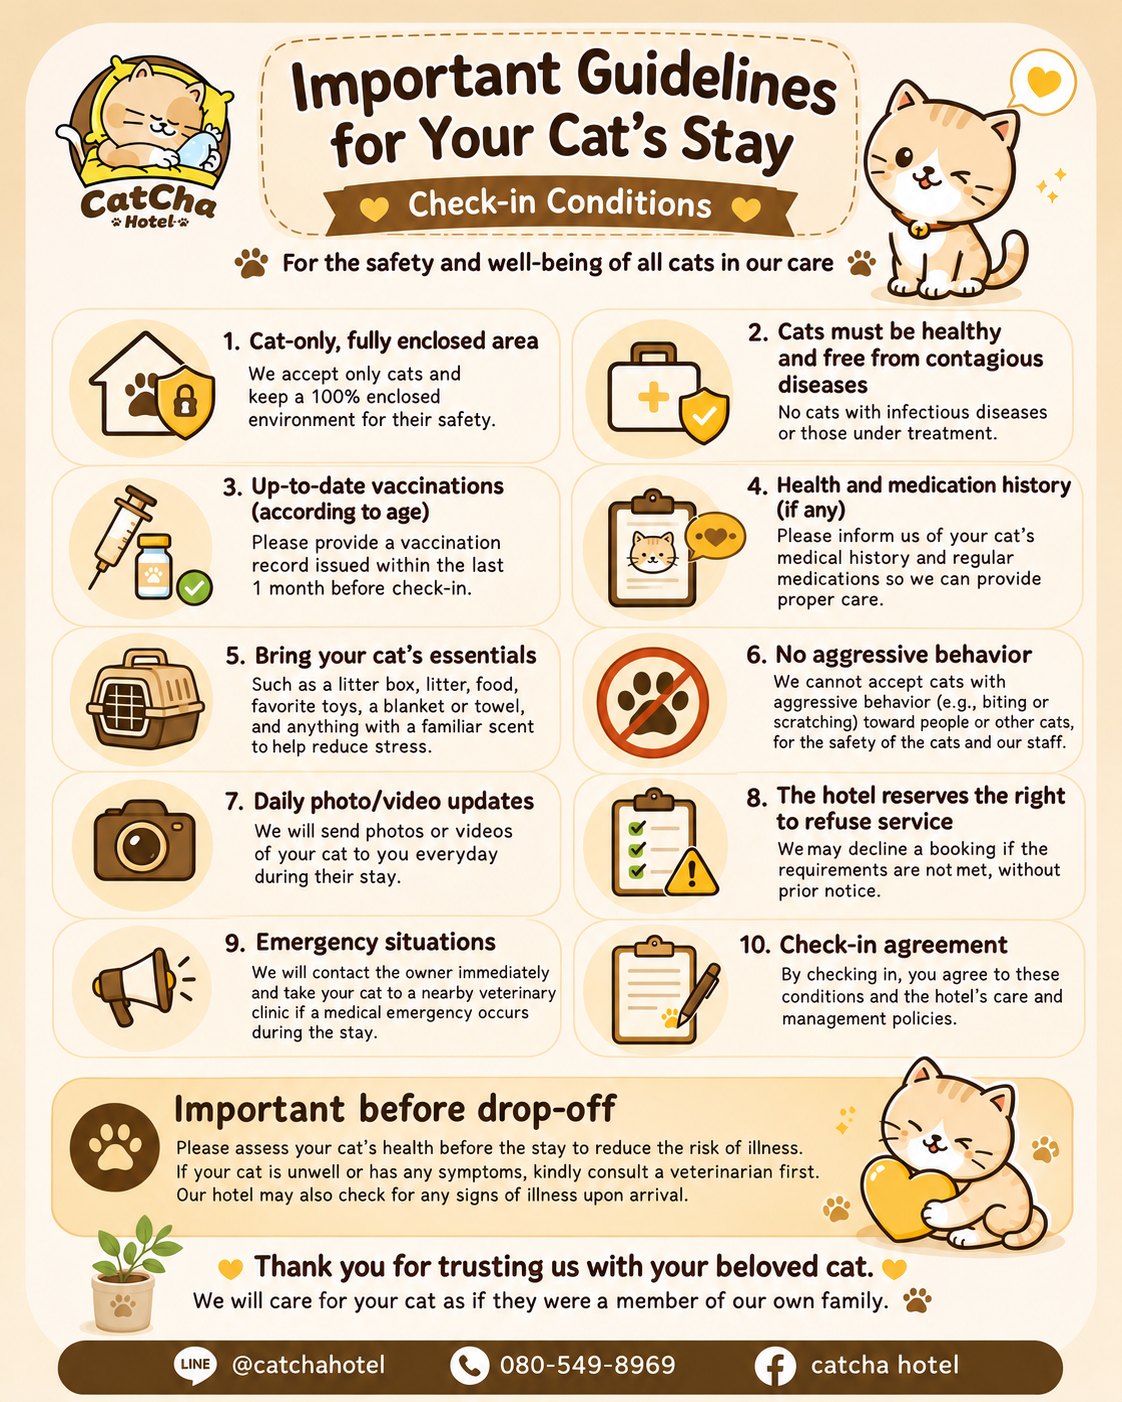 CatCha
Hotel
Important Guidelines
for Your Cat's Stay
Check-in Conditions
For the safety and well-being of all cats in our care
1. Cat-only, fully enclosed area
We accept only cats and
keep a 100% enclosed
environment for their safety.
2. Cats must be healthy
and free from contagious
diseases
No cats with infectious diseases
or those under treatment.
3. Up-to-date vaccinations
(according to age)
Please provide a vaccination
record issued within the last
1 month before check-in.
4. Health and medication history
(if any)
Please inform us of your cat's
medical history and regular
medications so we can provide
proper care.
5. Bring your cat's essentials
Such as a litter box, litter, food,
favorite toys, a blanket or towel,
and anything with a familiar scent
to help reduce stress.
6. No aggressive behavior
We cannot accept cats with
aggressive behavior (e.g., biting or
scratching) toward people or other cats,
for the safety of the cats and our staff.
7. Daily photo/video updates
We will send photos or videos
of your cat to you everyday
during their stay.
8. The hotel reserves the right
to refuse service
We may decline a booking if the
requirements are not met, without
prior notice.
9. Emergency situations
We will contact the owner immediately
and take your cat to a nearby veterinary
clinic if a medical emergency occurs
during the stay.
10. Check-in agreement
By checking in, you agree to these
conditions and the hotel's care and
management policies.
Important before drop-off
Please assess your cat's health before the stay to reduce the risk of illness.
If your cat is unwell or has any symptoms, kindly consult a veterinarian first.
Our hotel may also check for any signs of illness upon arrival.
Thank you for trusting us with your beloved cat.
We will care for your cat as if they were a member of our own family.
LINE @catchahotel 080-549-8969 catcha hotel